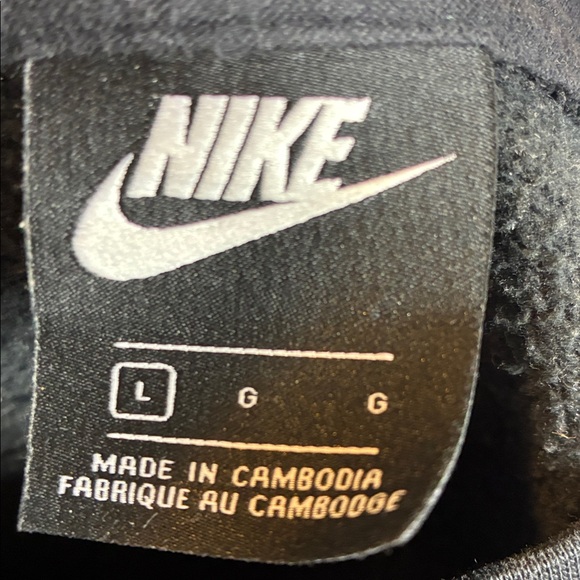 NIKE
L G G
MADE IN CAMBODIA
FABRIQUE AU CAMBODGE